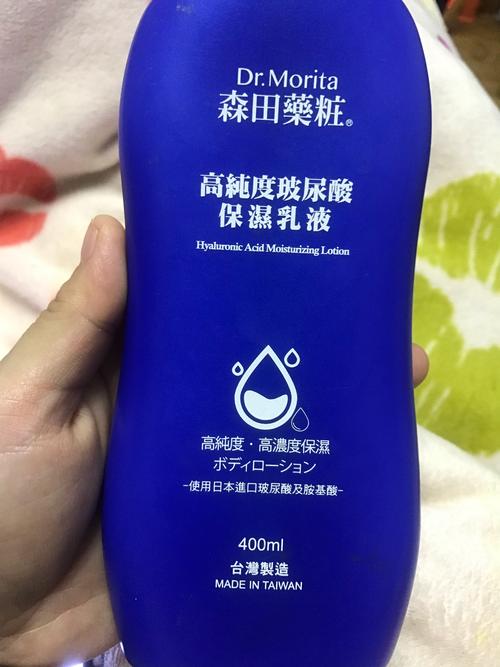 Dr.Morita
森田藥粧®
高純度玻尿酸
保濕乳液
Hyaluronic Acid Moisturizing Lotion
高純度・高濃度保濕
ボディローション
-使用日本進口玻尿酸及胺基酸-
400ml
台灣製造
MADE IN TAIWAN